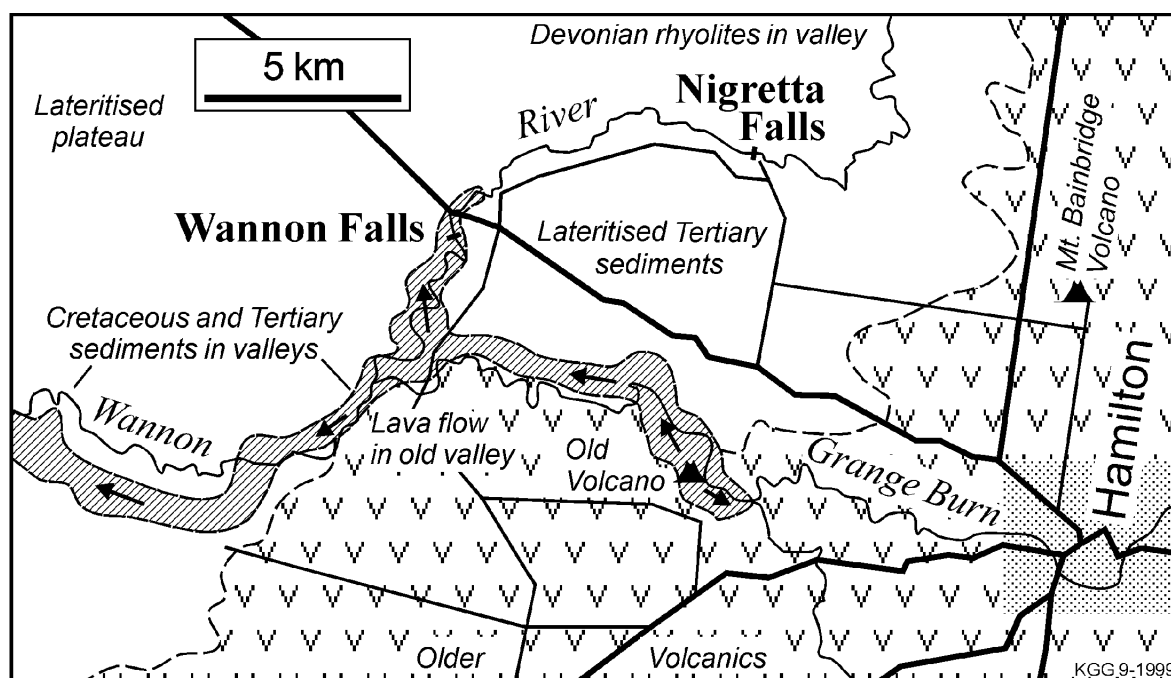 Devonian rhyolites in valley
5 km
Lateritised
plateau
River
Nigretta
Falls
Mt. Bainbridge
Volcano
Wannon Falls
Lateritised Tertiary
sediments
Cretaceous and Tertiary
sediments in valleys
Hamilton
Wannon
Lava flow
in old valley
Old
Volcano
Grange Burn
Older
Volcanics
KGG 9-1999